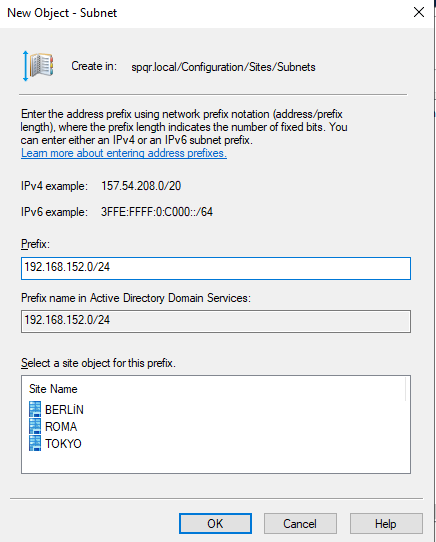 New Object - Subnet
Create in: spqr.local/Configuration/Sites/Subnets
Enter the address prefix using network prefix notation (address/prefix
length), where the prefix length indicates the number of fixed bits. You
can enter either an IPv4 or an IPv6 subnet prefix.
Learn more about entering address prefixes.
IPv4 example: 157.54.208.0/20
IPv6 example: 3FFE:FFFF:0:C000::/64
Prefix:
192.168.152.0/24
Prefix name in Active Directory Domain Services:
192.168.152.0/24
Select a site object for this prefix.
Site Name
BERLİN
ROMA
TOKYO
OK Cancel Help